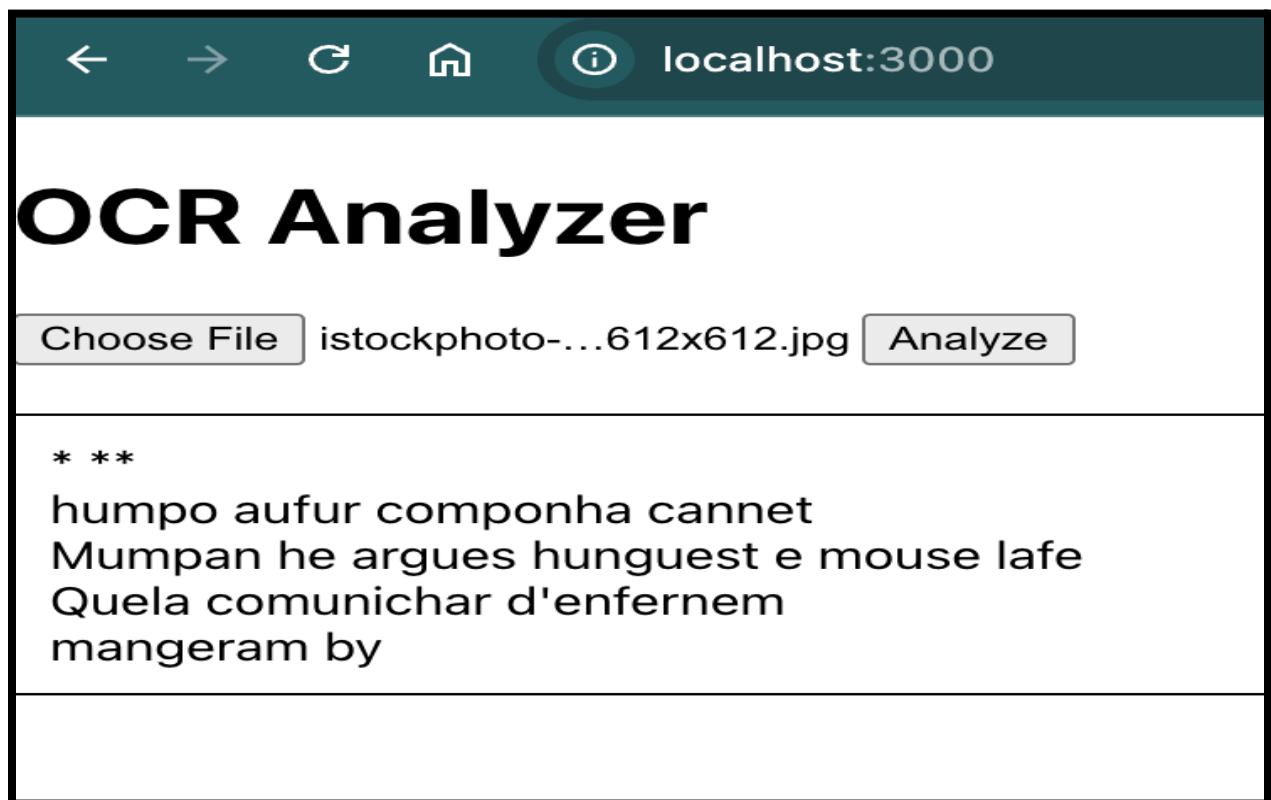 localhost:3000
OCR Analyzer
Choose File istockphoto-...612x612.jpg Analyze
* **
humpo aufur componha cannet
Mumpan he argues hunguest e mouse lafe
Quela comunichar d'enfernem
mangeram by